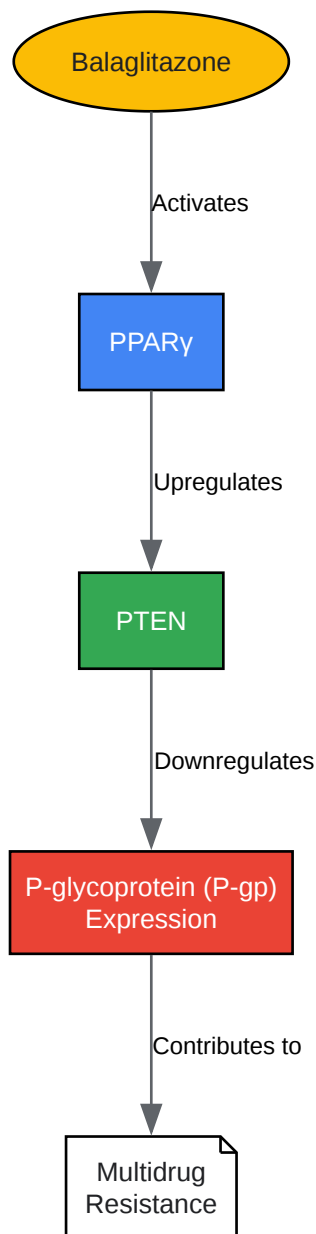 Balaglitazone
Activates
PPARγ
Upregulates
PTEN
Downregulates
P-glycoprotein (P-gp)
Expression
Contributes to
Multidrug
Resistance